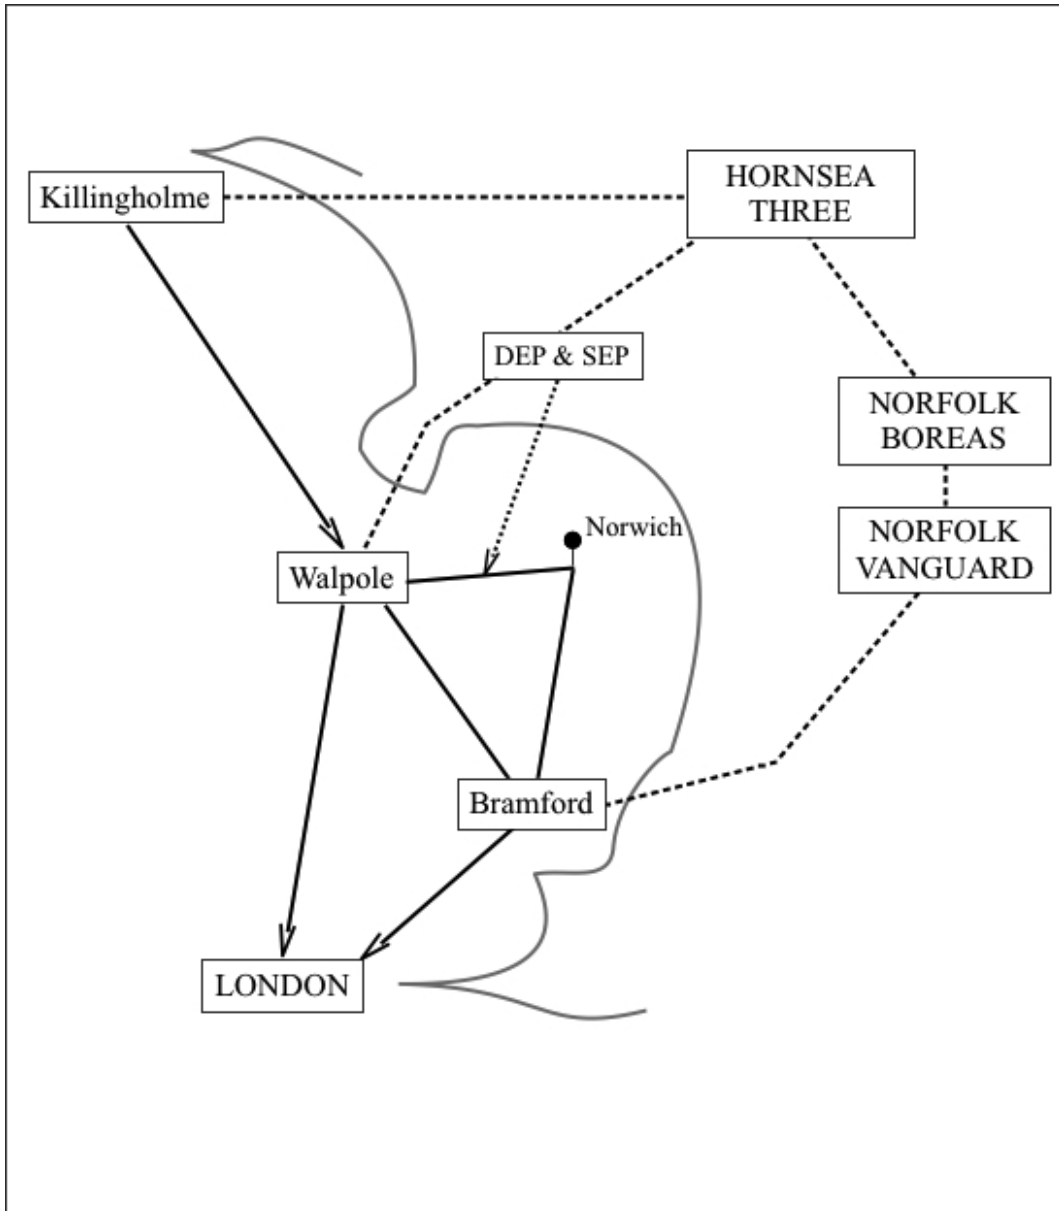 Killingholme
HORNSEA
THREE
DEP & SEP
NORFOLK
BOREAS
Norwich
NORFOLK
VANGUARD
Walpole
Bramford
LONDON